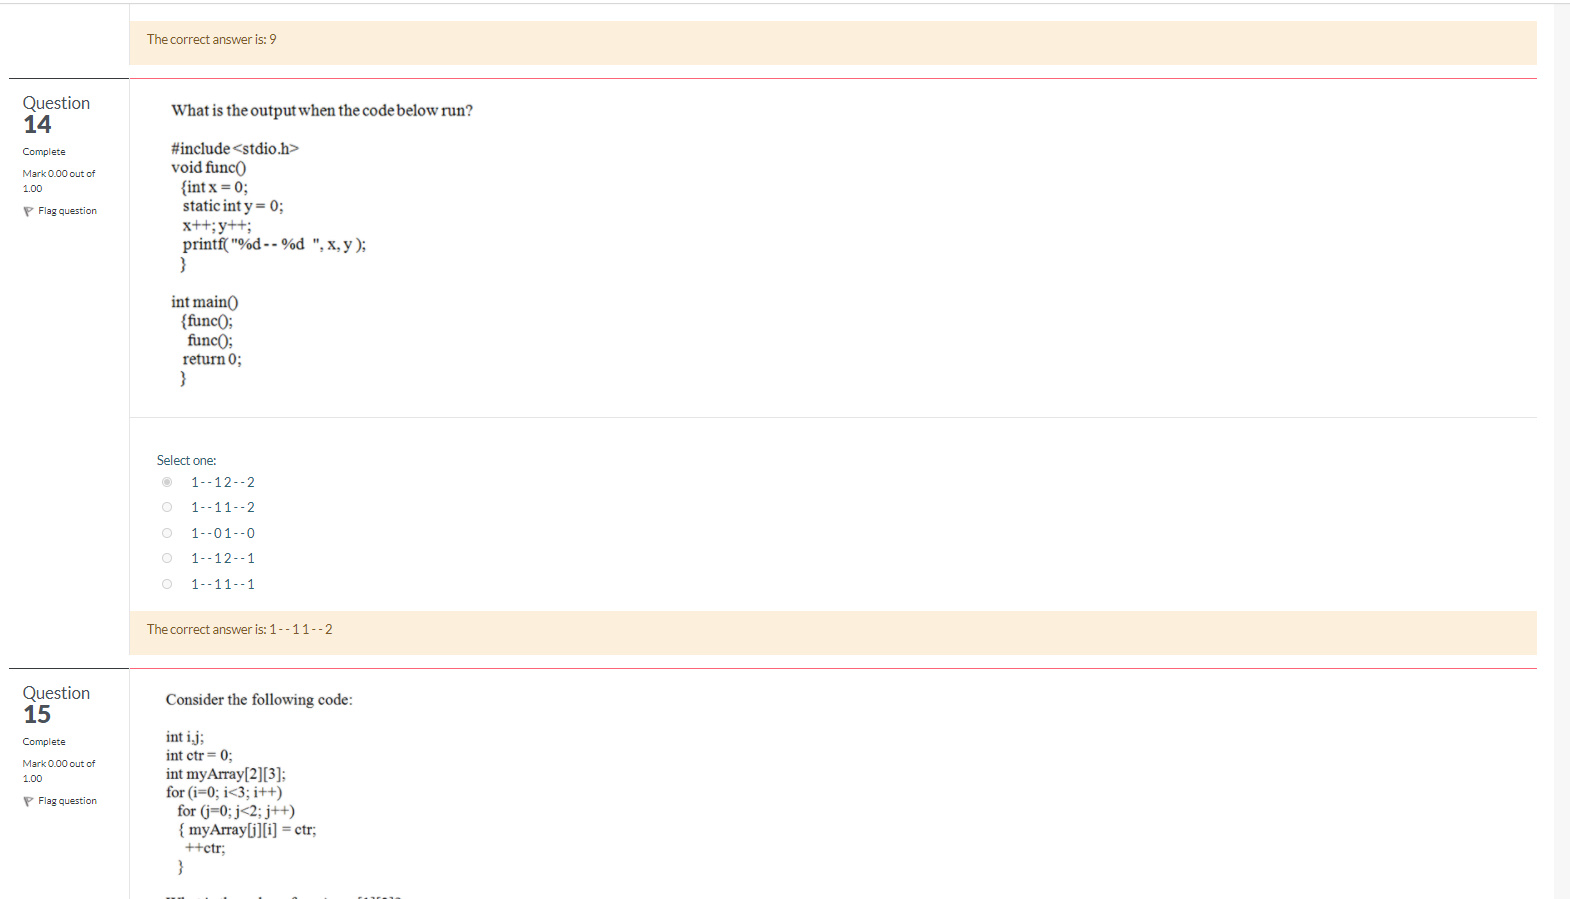 The correct answer is: 9
Question
14
Complete
Mark 0.00 out of
1.00
Flag question
What is the output when the code below run?
#include <stdio.h>
void func()
{int x = 0;
static int y = 0;
x++; y++;
printf( "%d -- %d  ", x, y );
}
int main()
{func();
func();
return 0;
}
Select one:
1 - - 1 2 - - 2
1 - - 1 1 - - 2
1 - - 0 1 - - 0
1 - - 1 2 - - 1
1 - - 1 1 - - 1
The correct answer is: 1 - - 1 1 - - 2
Question
15
Complete
Mark 0.00 out of
1.00
Flag question
Consider the following code:
int i,j;
int ctr = 0;
int myArray[2][3];
for (i=0; i<3; i++)
for (j=0; j<2; j++)
{ myArray[j][i] = ctr;
++ctr;
}